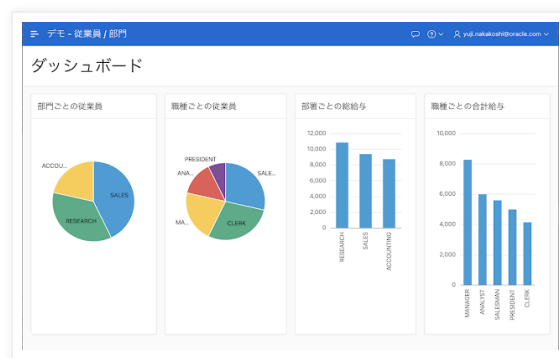 デモ - 従業員 / 部門
yuji.nakakoshi@oracle.com
ダッシュボード
部門ごとの従業員
ACCOU...
SALES
RESEARCH
職種ごとの従業員
PRESIDENT
ANA...
SALE...
MA...
CLERK
部署ごとの総給与
12,000
10,000
8,000
6,000
4,000
2,000
0
RESEARCH
SALES
ACCOUNTING
職種ごとの合計給与
10,000
8,000
6,000
4,000
2,000
0
MANAGER
ANALYST
SALESMAN
PRESIDENT
CLERK